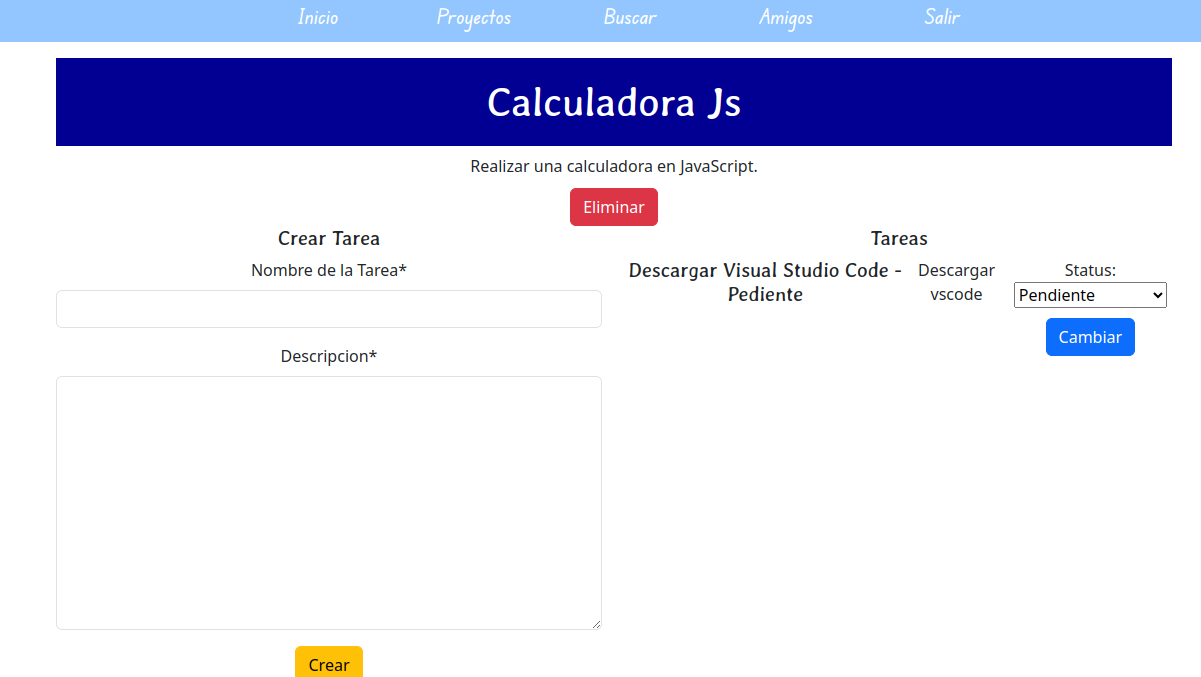 Inicio Proyectos Buscar Amigos Salir
Calculadora Js
Realizar una calculadora en JavaScript.
Eliminar
Crear Tarea
Nombre de la Tarea*
Descripcion*
Crear
Tareas
Descargar Visual Studio Code -
Pediente
Descargar
vscode
Status:
Pendiente
Cambiar